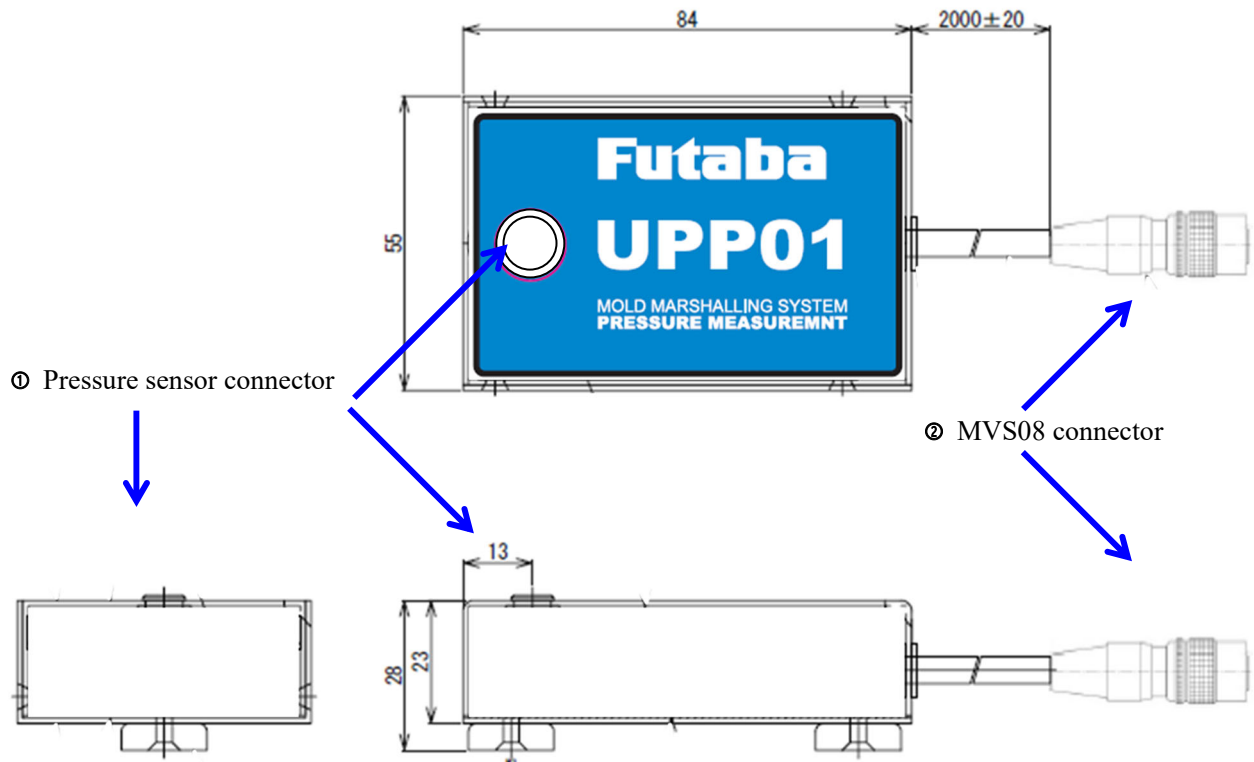 84
2000±20
55
Futaba
UPP01
MOLD MARSHALLING SYSTEM
PRESSURE MEASUREMNT
① Pressure sensor connector
② MVS08 connector
13
28
23